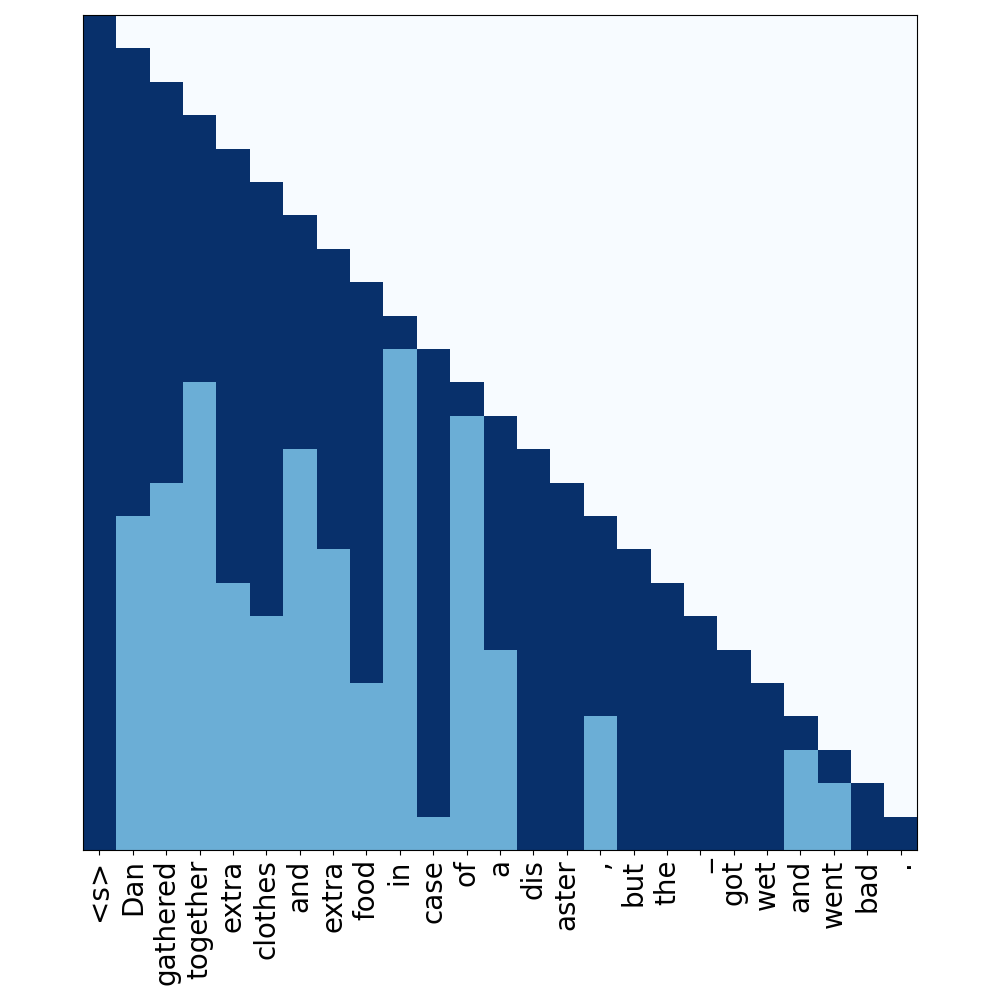 <s> Dan gathered together extra clothes and extra food in case of a dis aster , but the _ got wet and went bad .